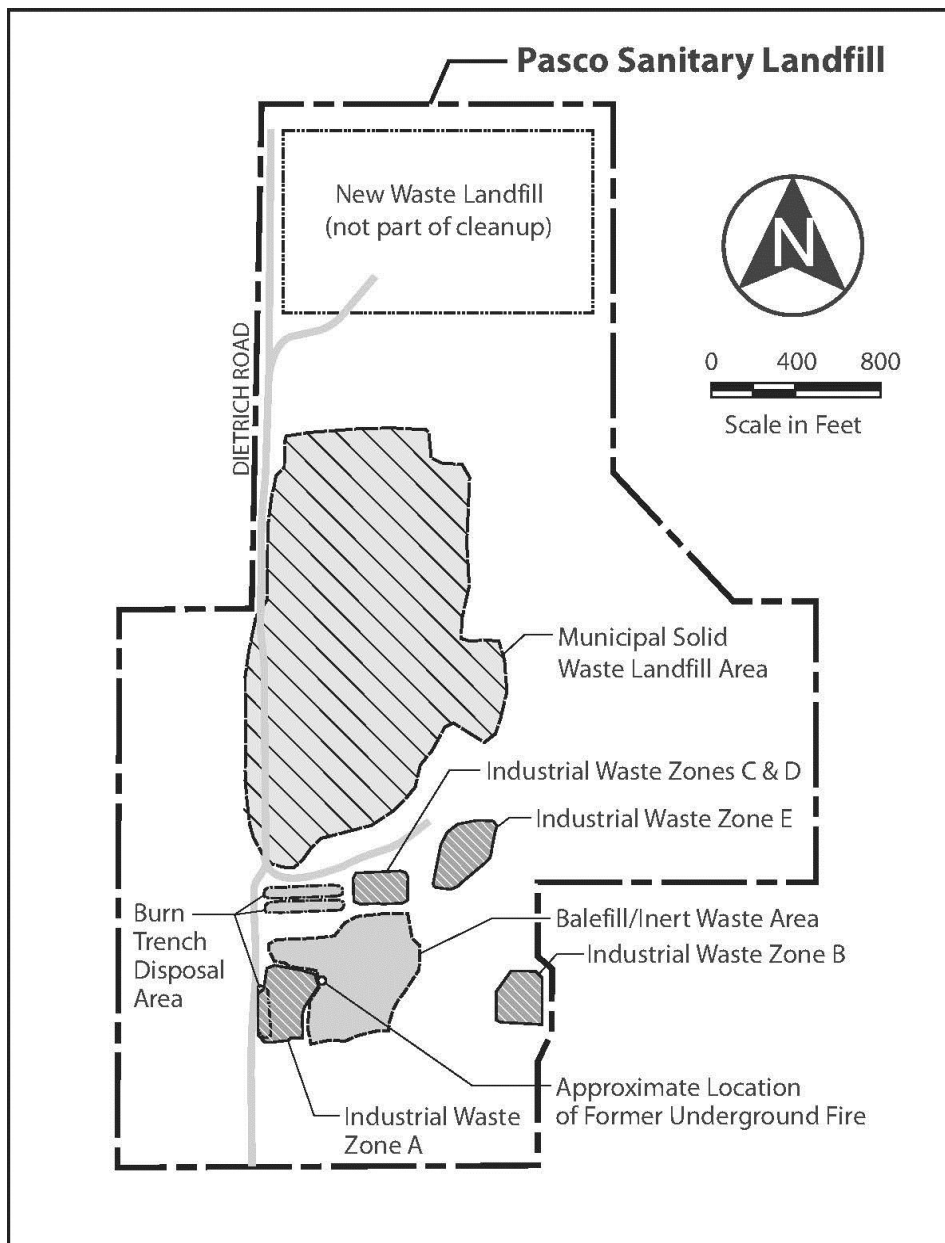 Pasco Sanitary Landfill
New Waste Landfill
(not part of cleanup)
N
DIETRICH ROAD
0 400 800
Scale in Feet
Municipal Solid
Waste Landfill Area
Industrial Waste Zones C & D
Industrial Waste Zone E
Burn
Trench
Disposal
Area
Balefill/Inert Waste Area
Industrial Waste Zone B
Approximate Location
of Former Underground Fire
Industrial Waste
Zone A